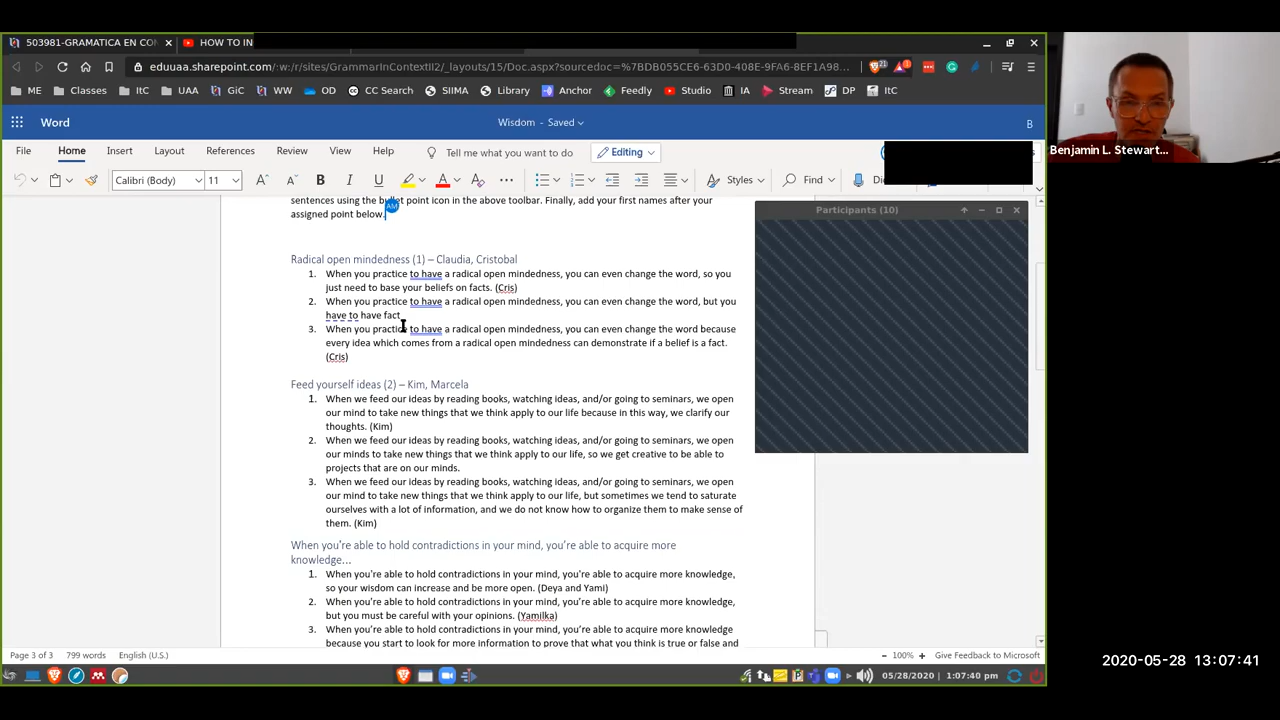 503981-GRAMATICA EN CON
HOW TO IN
eduuaa.sharepoint.com/:w:/r/sites/GrammarInContextII2/_layouts/15/Doc.aspx?sourcedoc=%7BDB055CE6-63D0-408E-9FA6-8EF1A98...
21
ME Classes ItC UAA GiC WW OD CC Search SIIMA Library Anchor Feedly Studio IA Stream DP ItC
Word
Wisdom - Saved
B
File Home Insert Layout References Review View Help Tell me what you want to do Editing
Calibri (Body) 11 B I U A Styles Find
sentences using the bullet point icon in the above toolbar. Finally, add your first names after your
AM
assigned point below.
Radical open mindedness (1) – Claudia, Cristobal
1. When you practice to have a radical open mindedness, you can even change the word, so you
just need to base your beliefs on facts. (Cris)
2. When you practice to have a radical open mindedness, you can even change the word, but you
have to have fact
3. When you practice to have a radical open mindedness, you can even change the word because
every idea which comes from a radical open mindedness can demonstrate if a belief is a fact.
(Cris)
Feed yourself ideas (2) – Kim, Marcela
1. When we feed our ideas by reading books, watching ideas, and/or going to seminars, we open
our mind to take new things that we think apply to our life because in this way, we clarify our
thoughts. (Kim)
2. When we feed our ideas by reading books, watching ideas, and/or going to seminars, we open
our minds to take new things that we think apply to our life, so we get creative to be able to
projects that are on our minds.
3. When we feed our ideas by reading books, watching ideas, and/or going to seminars, we open
our mind to take new things that we think apply to our life, but sometimes we tend to saturate
ourselves with a lot of information, and we do not know how to organize them to make sense of
them. (Kim)
When you're able to hold contradictions in your mind, you're able to acquire more
knowledge...
1. When you're able to hold contradictions in your mind, you're able to acquire more knowledge,
so your wisdom can increase and be more open. (Deya and Yami)
2. When you're able to hold contradictions in your mind, you're able to acquire more knowledge,
but you must be careful with your opinions. (Yamilka)
3. When you're able to hold contradictions in your mind, you're able to acquire more knowledge
because you start to look for more information to prove that what you think is true or false and
Participants (10)
Benjamin L. Stewart...
Page 3 of 3 799 words English (U.S.) 100% Give Feedback to Microsoft
05/28/2020 1:07:40 pm
2020-05-28 13:07:41